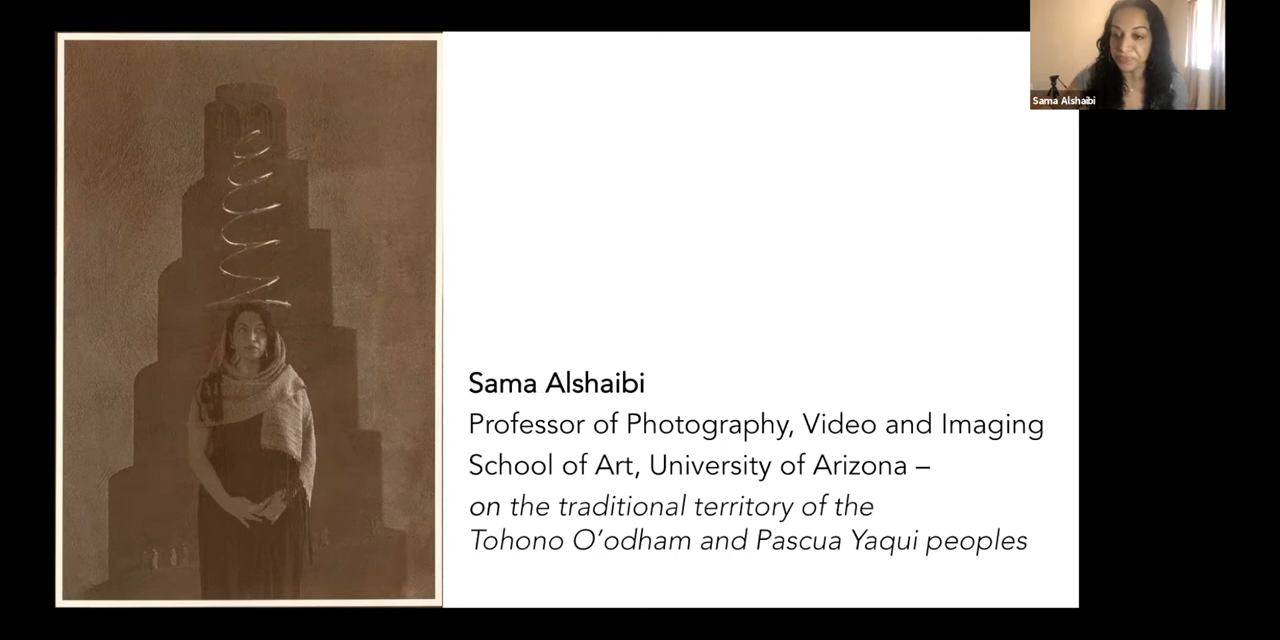 Sama Alshaibi
Sama Alshaibi
Professor of Photography, Video and Imaging
School of Art, University of Arizona –
on the traditional territory of the
Tohono O’odham and Pascua Yaqui peoples